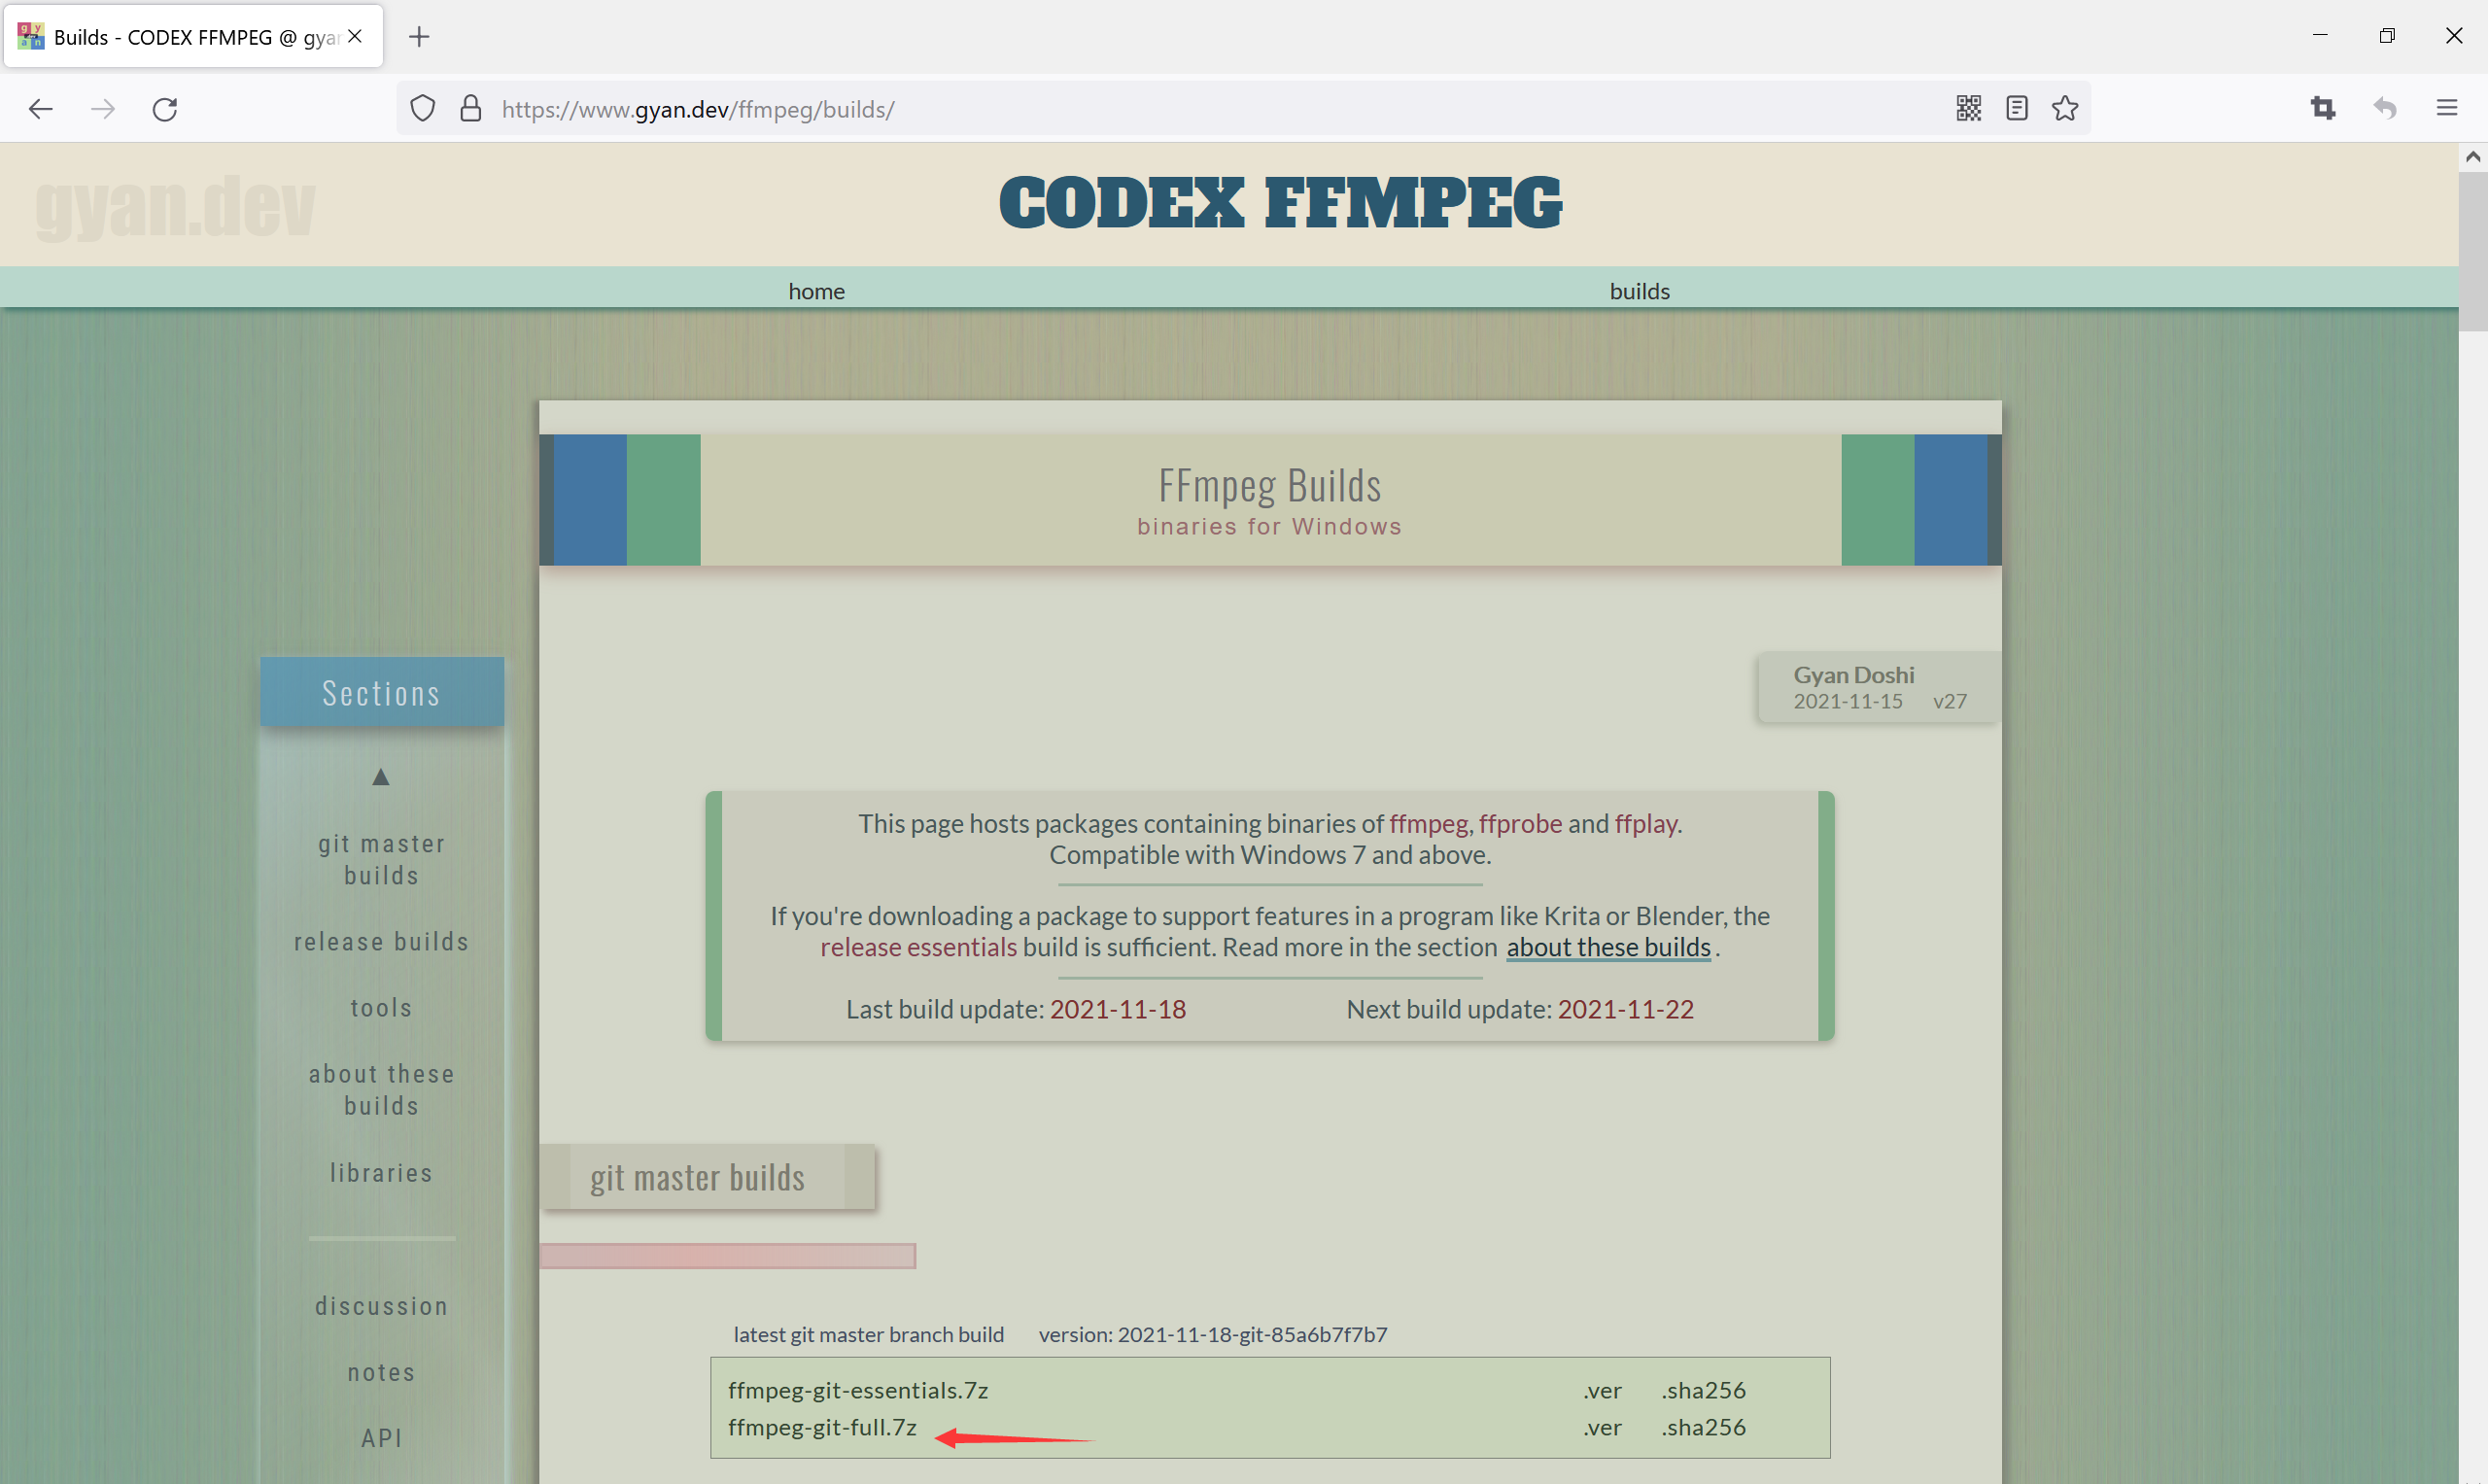 Builds - CODEX FFMPEG @ gyan
https://www.gyan.dev/ffmpeg/builds/
gyan.dev
CODEX FFMPEG
home
builds
FFmpeg Builds
binaries for Windows
Gyan Doshi
2021-11-15 v27
Sections
▲
git master
builds
release builds
tools
about these
builds
libraries
discussion
notes
API
This page hosts packages containing binaries of ffmpeg, ffprobe and ffplay.
Compatible with Windows 7 and above.
If you're downloading a package to support features in a program like Krita or Blender, the
release essentials build is sufficient. Read more in the section about these builds.
Last build update: 2021-11-18 Next build update: 2021-11-22
git master builds
latest git master branch build version: 2021-11-18-git-85a6b7f7b7
ffmpeg-git-essentials.7z .ver .sha256
ffmpeg-git-full.7z .ver .sha256